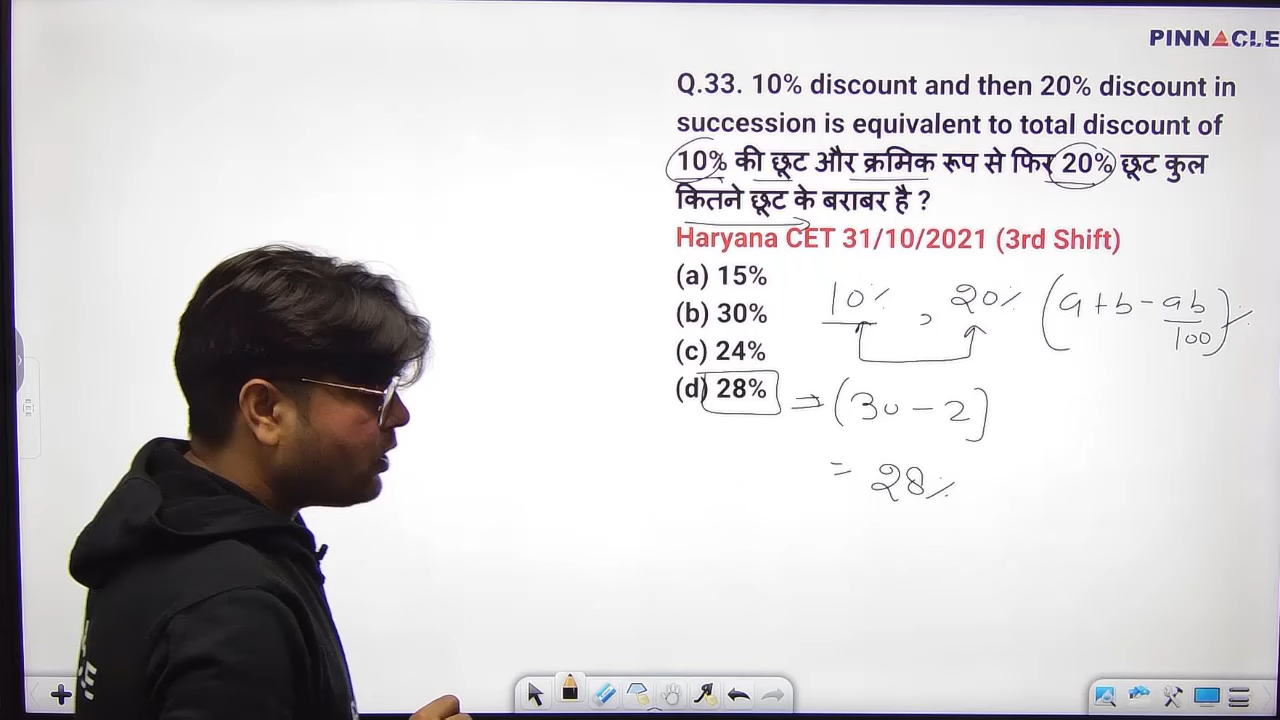 PINNACLE
Q.33. 10% discount and then 20% discount in
succession is equivalent to total discount of
10% की छूट और क्रमिक रूप से फिर 20% छूट कुल
कितने छूट के बराबर है ?
Haryana CET 31/10/2021 (3rd Shift)
(a) 15%
(b) 30%
(c) 24%
(d) 28%
10% , 20% (a+b-ab/100)%
⇒ (30-2]
= 28%